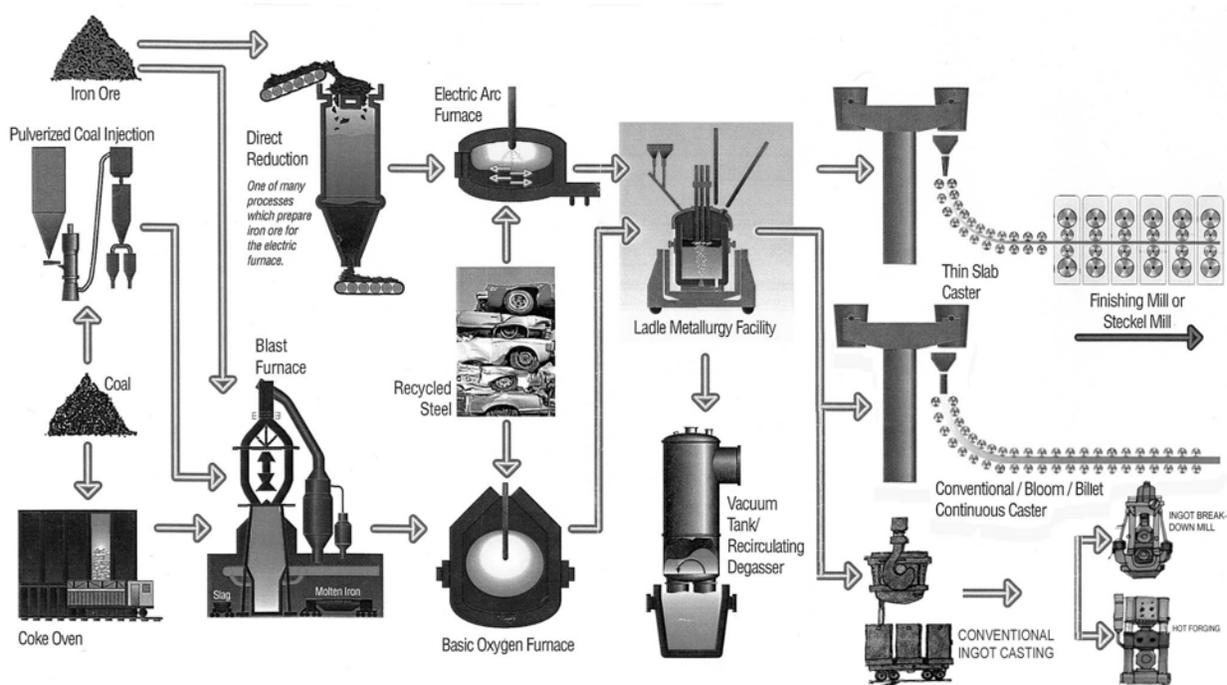 Iron Ore
Pulverized Coal Injection
Coal
Coke Oven
Direct
Reduction
One of many
processes
which prepare
iron ore for
the electric
furnace.
Blast
Furnace
Slag
Molten Iron
Electric Arc
Furnace
Recycled
Steel
Basic Oxygen Furnace
Ladle Metallurgy Facility
Vacuum
Tank/
Recirculating
Degasser
Thin Slab
Caster
Finishing Mill or
Steckel Mill
Conventional / Bloom / Billet
Continuous Caster
CONVENTIONAL
INGOT CASTING
INGOT BREAK-
DOWN MILL
HOT FORGING